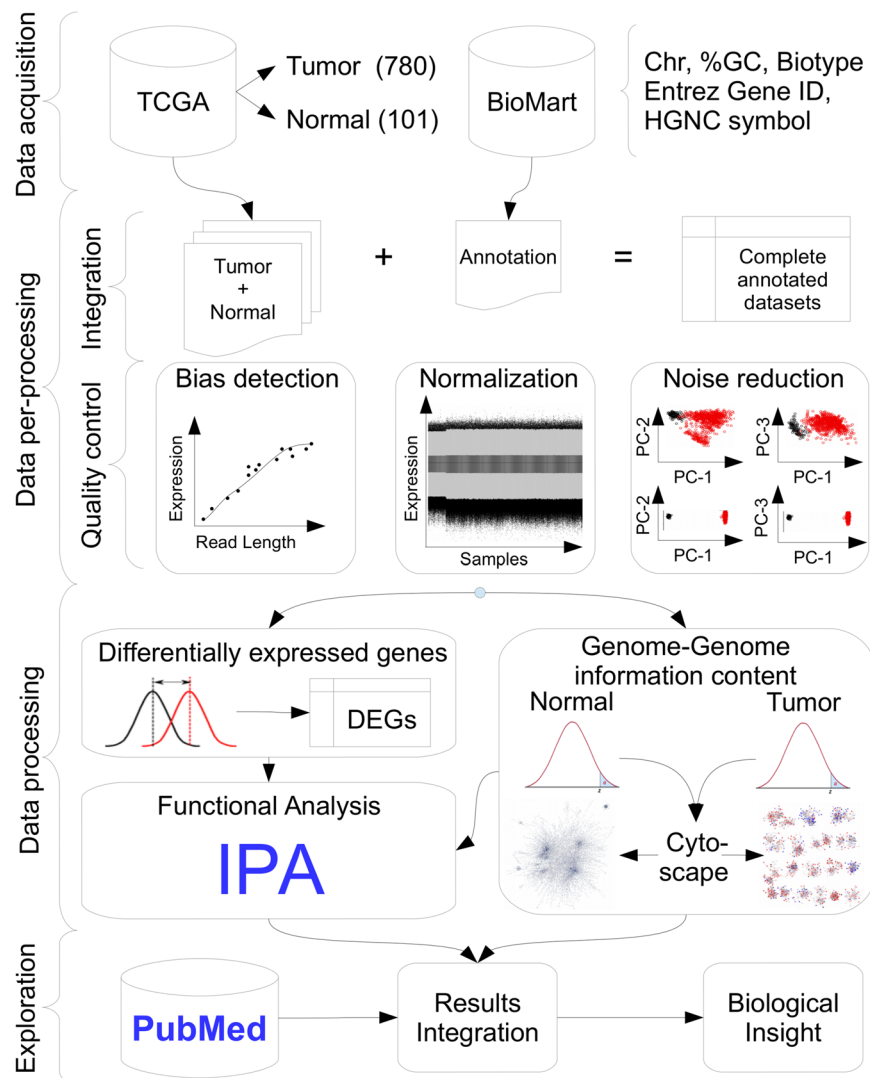 Data acquisition
TCGA
Tumor (780)
Normal (101)
BioMart
Chr, %GC, Biotype
Entrez Gene ID,
HGNC symbol
Data per-processing
Integration
Tumor
+
Normal
+
Annotation
=
Complete
annotated
datasets
Quality control
Bias detection
Expression
Read Length
Normalization
Expression
Samples
Noise reduction
PC-2
PC-1
PC-3
PC-1
PC-2
PC-1
PC-3
PC-1
Data processing
Differentially expressed genes
DEGs
Functional Analysis
IPA
Genome-Genome
information content
Normal
Tumor
z
α
z
α
Cyto-
scape
Exploration
PubMed
Results
Integration
Biological
Insight